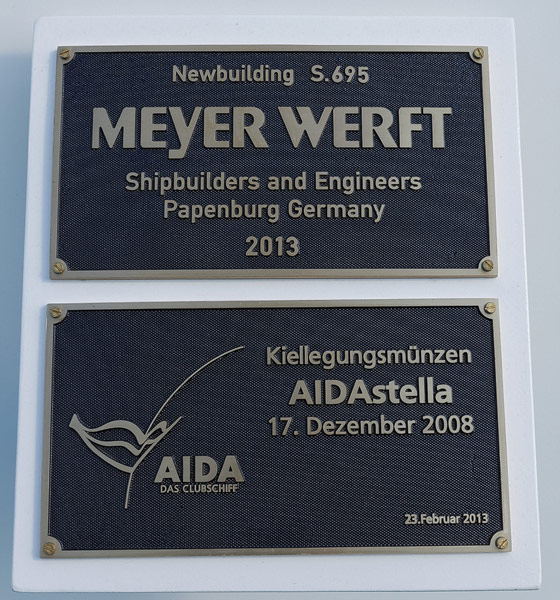 Newbuilding S.695
MEYER WERFT
Shipbuilders and Engineers
Papenburg Germany
2013
Kiellegungsmünzen
AIDAstella
17. Dezember 2008
AIDA
DAS CLUBSCHIFF
23.Februar 2013